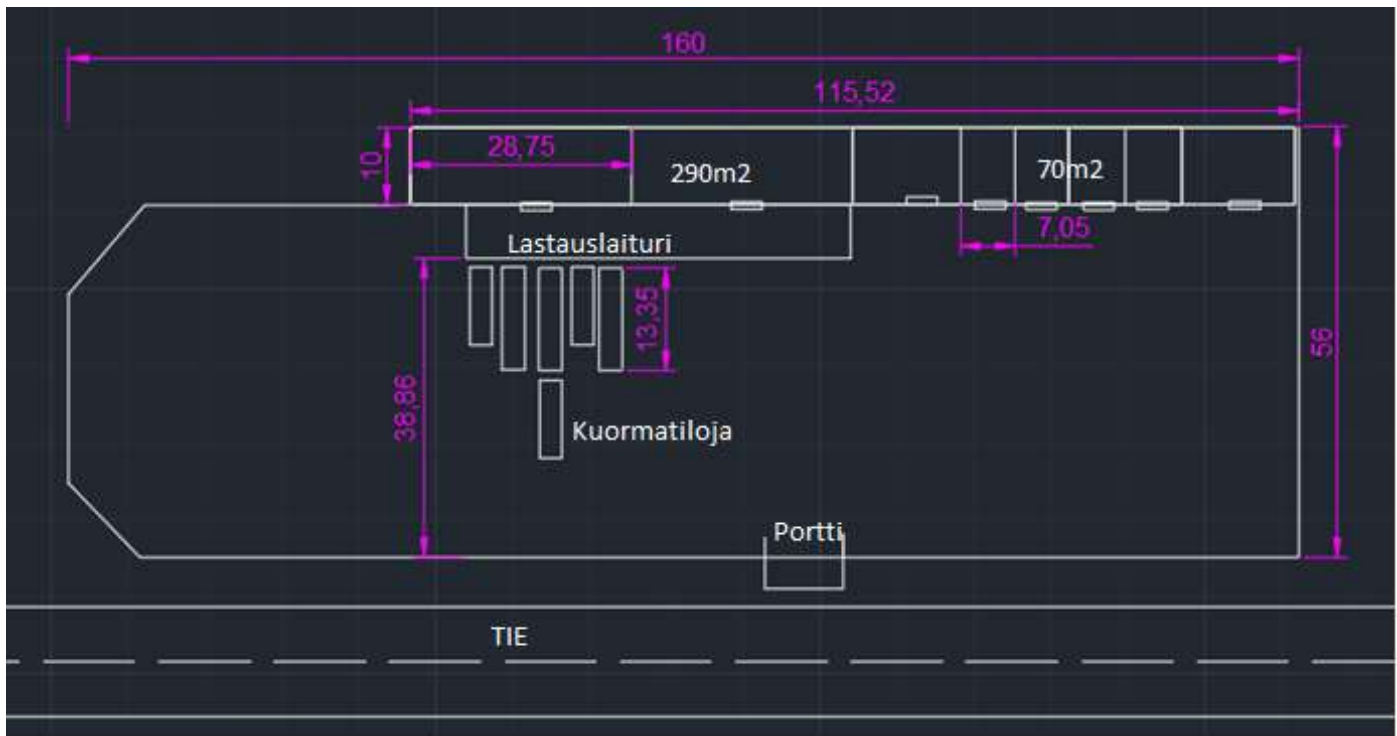 160
115,52
28,75
10
290m2
70m2
7,05
Lastauslaituri
13,35
56
38,86
Kuormatiloja
Portti
TIE